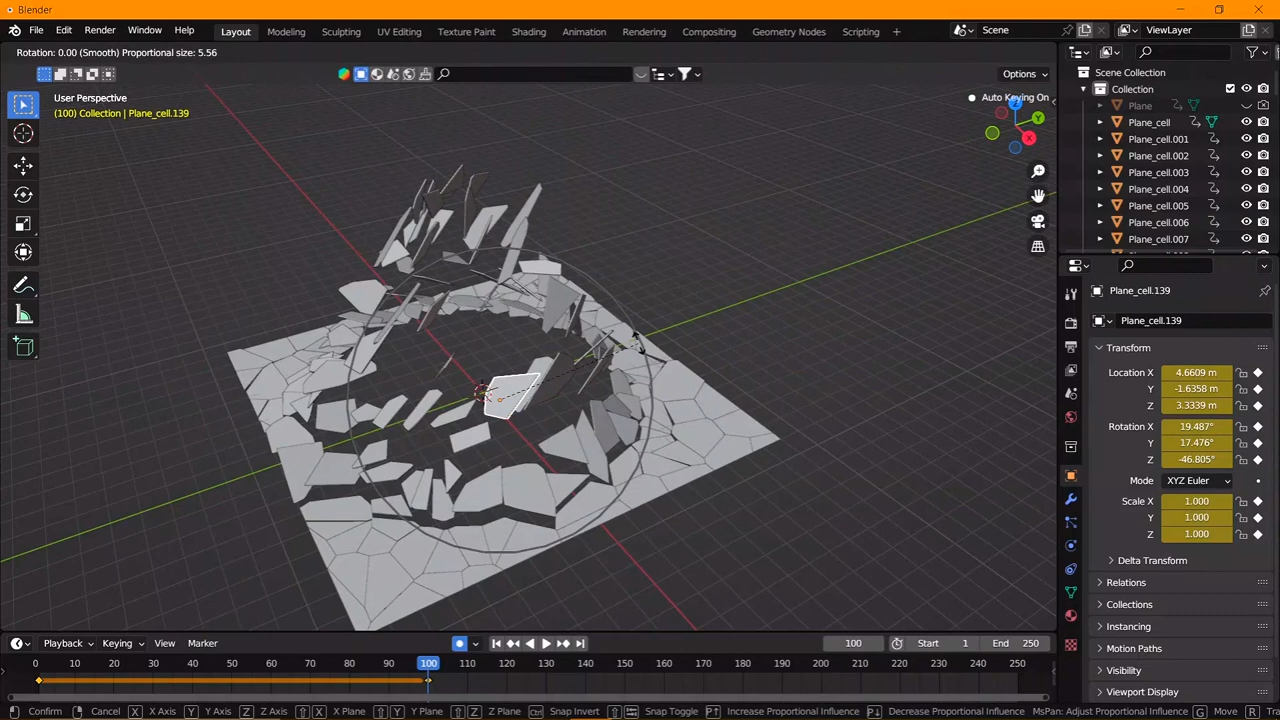 Blender
File Edit Render Window Help Layout Modeling Sculpting UV Editing Texture Paint Shading Animation Rendering Compositing Geometry Nodes Scripting + Scene ViewLayer
Rotation: 0.00 (Smooth) Proportional size: 5.56
Options
User Perspective
(100) Collection | Plane_cell.139
Auto Keying On
Z
Y
X
Scene Collection
Collection
Plane
Plane_cell
Plane_cell.001
Plane_cell.002
Plane_cell.003
Plane_cell.004
Plane_cell.005
Plane_cell.006
Plane_cell.007
Plane_cell.139
Plane_cell.139
Transform
Location X 4.6609 m
Y -1.6358 m
Z 3.3339 m
Rotation X 19.487°
Y 17.476°
Z -46.805°
Mode XYZ Euler
Scale X 1.000
Y 1.000
Z 1.000
Delta Transform
Relations
Collections
Instancing
Motion Paths
Visibility
Viewport Display
Playback Keying View Marker 100 Start 1 End 250
0 10 20 30 40 50 60 70 80 90 100 110 120 130 140 150 160 170 180 190 200 210 220 230 240 250
Confirm Cancel X X Axis Y Y Axis Z Z Axis X X Plane Y Y Plane Z Z Plane Ctrl Snap Invert Snap Toggle P↑ Increase Proportional Influence P↓ Decrease Proportional Influence MsPan: Adjust Proportional Influence G Move R